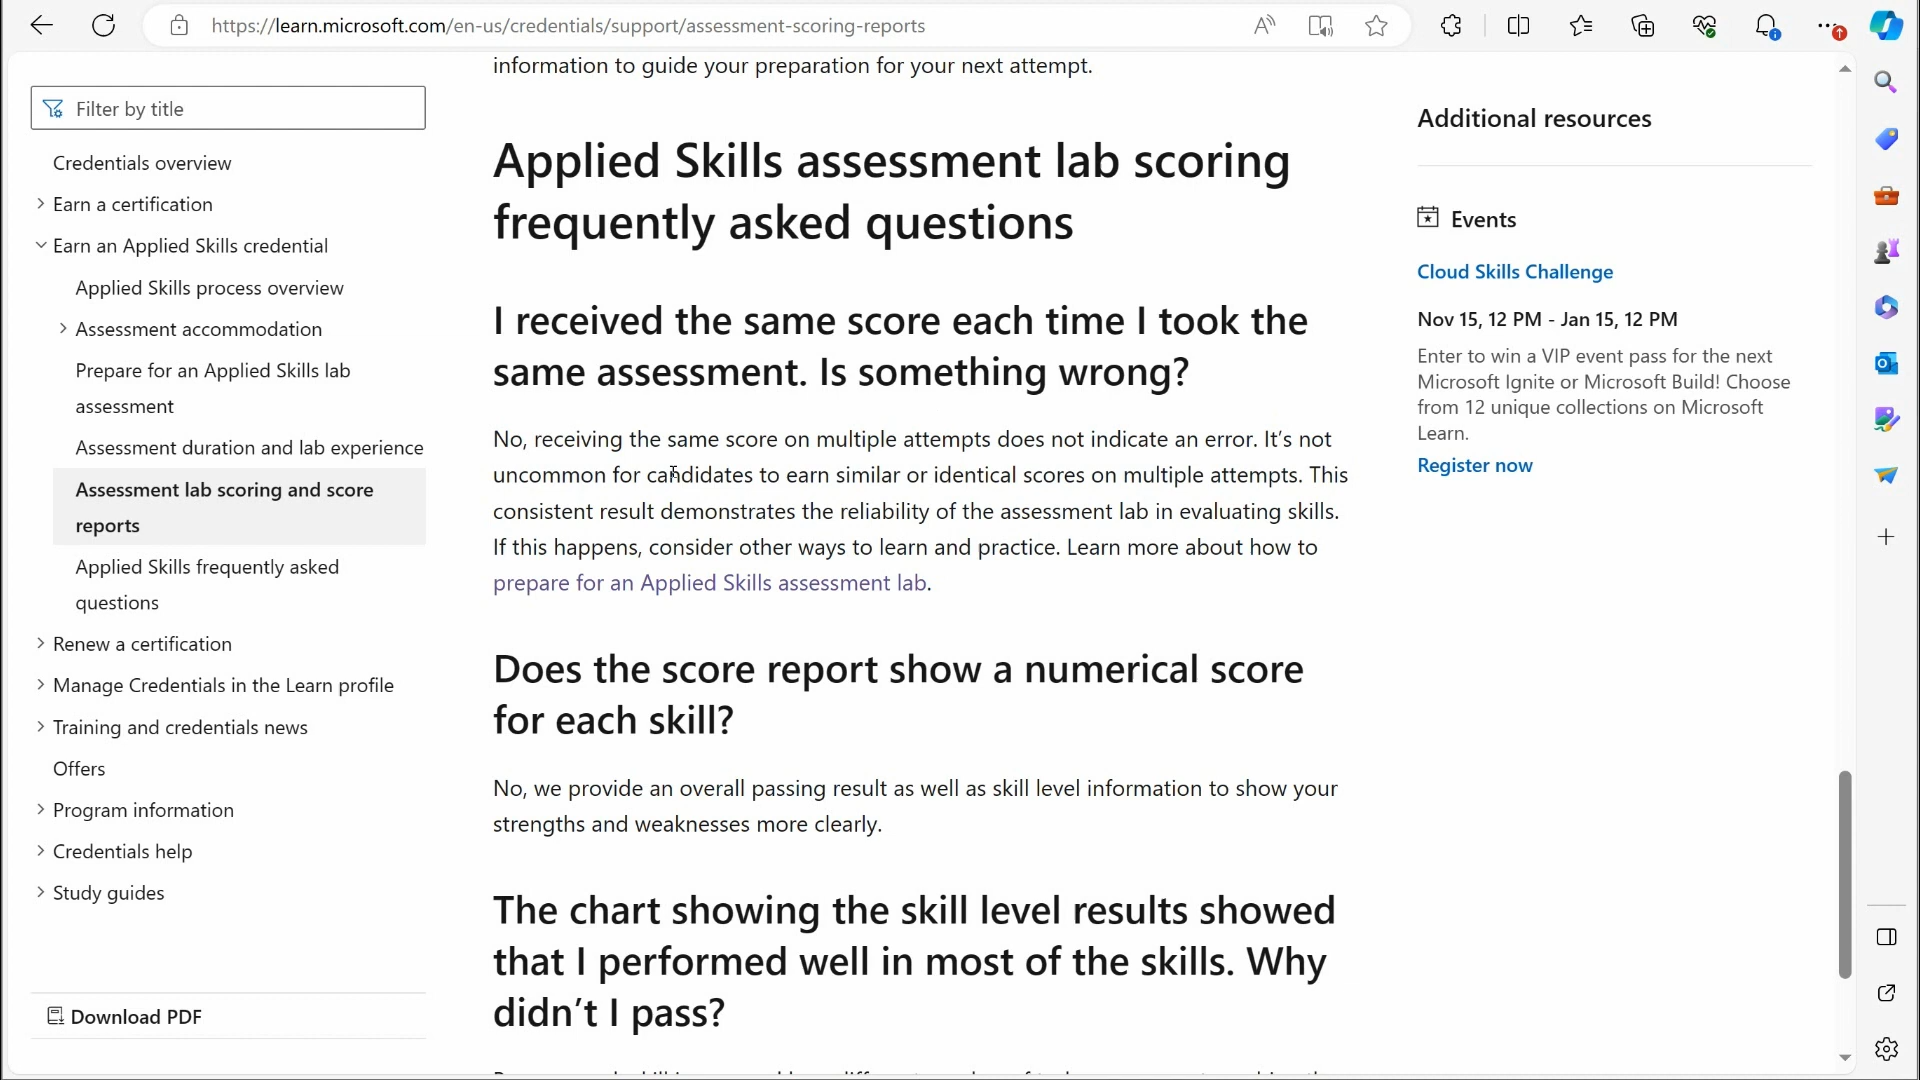 https://learn.microsoft.com/en-us/credentials/support/assessment-scoring-reports
Filter by title
Credentials overview
Earn a certification
Earn an Applied Skills credential
Applied Skills process overview
Assessment accommodation
Prepare for an Applied Skills lab
assessment
Assessment duration and lab experience
Assessment lab scoring and score
reports
Applied Skills frequently asked
questions
Renew a certification
Manage Credentials in the Learn profile
Training and credentials news
Offers
Program information
Credentials help
Study guides
Download PDF
information to guide your preparation for your next attempt.
Applied Skills assessment lab scoring
frequently asked questions
I received the same score each time I took the
same assessment. Is something wrong?
No, receiving the same score on multiple attempts does not indicate an error. It’s not
uncommon for candidates to earn similar or identical scores on multiple attempts. This
consistent result demonstrates the reliability of the assessment lab in evaluating skills.
If this happens, consider other ways to learn and practice. Learn more about how to
prepare for an Applied Skills assessment lab.
Does the score report show a numerical score
for each skill?
No, we provide an overall passing result as well as skill level information to show your
strengths and weaknesses more clearly.
The chart showing the skill level results showed
that I performed well in most of the skills. Why
didn’t I pass?
Additional resources
Events
Cloud Skills Challenge
Nov 15, 12 PM - Jan 15, 12 PM
Enter to win a VIP event pass for the next
Microsoft Ignite or Microsoft Build! Choose
from 12 unique collections on Microsoft
Learn.
Register now